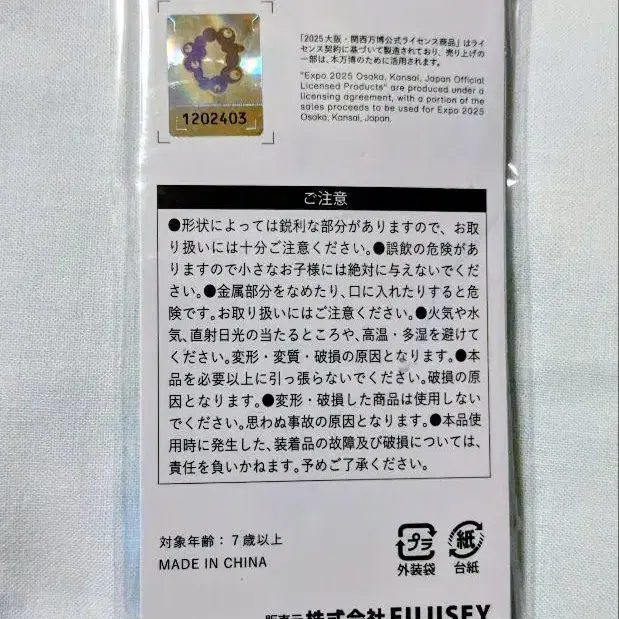 1202403
「2025大阪・関西万博公式ライセンス商品」はライ
センス契約に基づいて製造されており、売り上げの
一部は、本万博のために活用されます。
"Expo 2025 Osaka, Kansai, Japan Official
Licensed Products" are produced under a
licensing agreement, with a portion of the
sales proceeds to be used for Expo 2025
Osaka, Kansai, Japan.
ご注意
●形状によっては鋭利な部分がありますので、お取
り扱いには十分ご注意ください。●誤飲の危険があ
りますので小さなお子様には絶対に与えないでくだ
さい。●金属部分をなめたり、口に入れたりすると危
険です。お取り扱いにはご注意ください。●火気や水
気、直射日光の当たるところや、高温・多湿を避けて
ください。変形・変質・破損の原因となります。●本
品を必要以上に引っ張らないでください。破損の原
因となります。●変形・破損した商品は使用しない
でください。思わぬ事故の原因となります。●本品使
用時に発生した、装着品の故障及び破損については、
責任を負いかねます。予めご了承ください。
対象年齢：7歳以上
MADE IN CHINA
プラ
外装袋
紙
台紙
販売元 株式会社FUJISEY